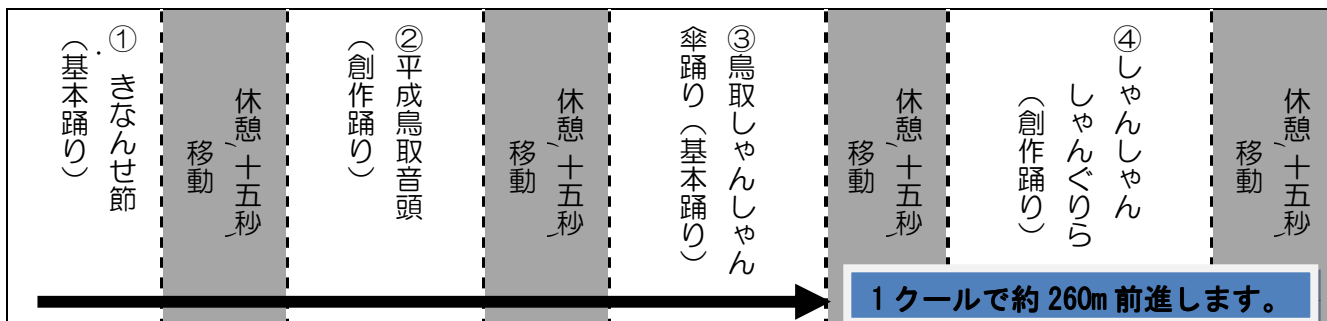 ① きなんせ節
（基本踊り）
休憩（十五秒）
移動
②平成鳥取音頭
（創作踊り）
休憩（十五秒）
移動
③鳥取しゃんしゃん
傘踊り（基本踊り）
休憩（十五秒）
移動
④しゃんしゃん
しゃんぐりら
（創作踊り）
休憩（十五秒）
移動
1クールで約260m前進します。